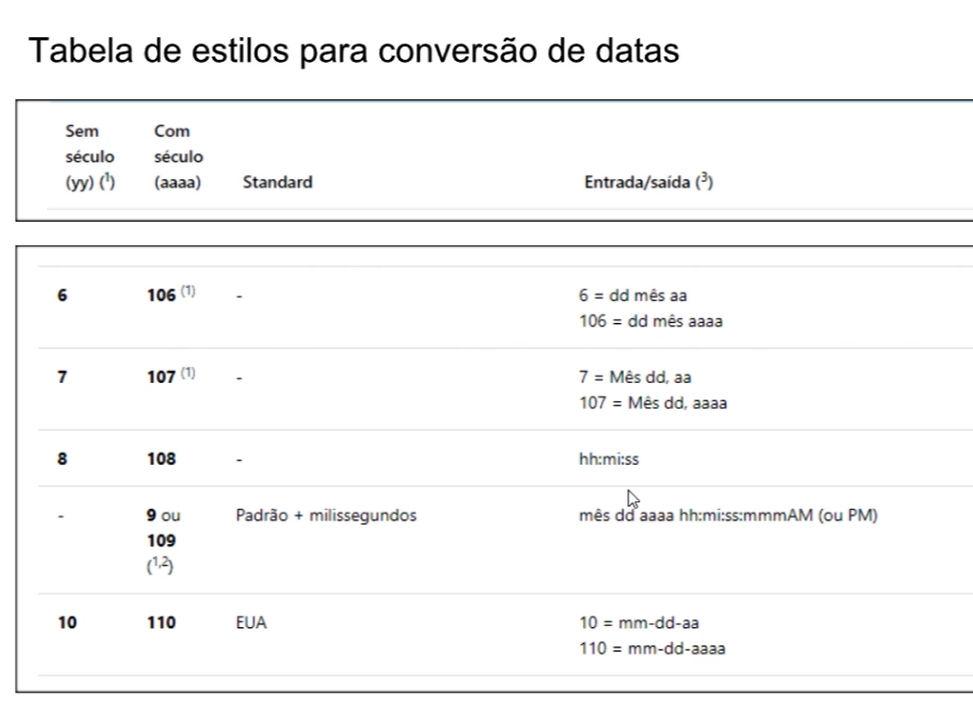 Tabela de estilos para conversão de datas
Sem século (yy) (¹) Com século (aaaa) Standard Entrada/saída (³)
6 106 (1) - 6 = dd mês aa
106 = dd mês aaaa
7 107 (1) - 7 = Mês dd, aa
107 = Mês dd, aaaa
8 108 - hh:mi:ss
- 9 ou 109 (1,2) Padrão + milissegundos mês dd aaaa hh:mi:ss:mmmAM (ou PM)
10 110 EUA 10 = mm-dd-aa
110 = mm-dd-aaaa